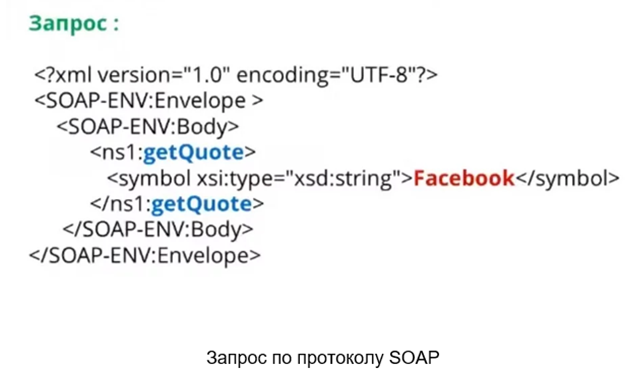 Запрос :
<?xml version="1.0" encoding="UTF-8"?>
<SOAP-ENV:Envelope >
<SOAP-ENV:Body>
<ns1:getQuote>
<symbol xsi:type="xsd:string">Facebook</symbol>
</ns1:getQuote>
</SOAP-ENV:Body>
</SOAP-ENV:Envelope>
Запрос по протоколу SOAP